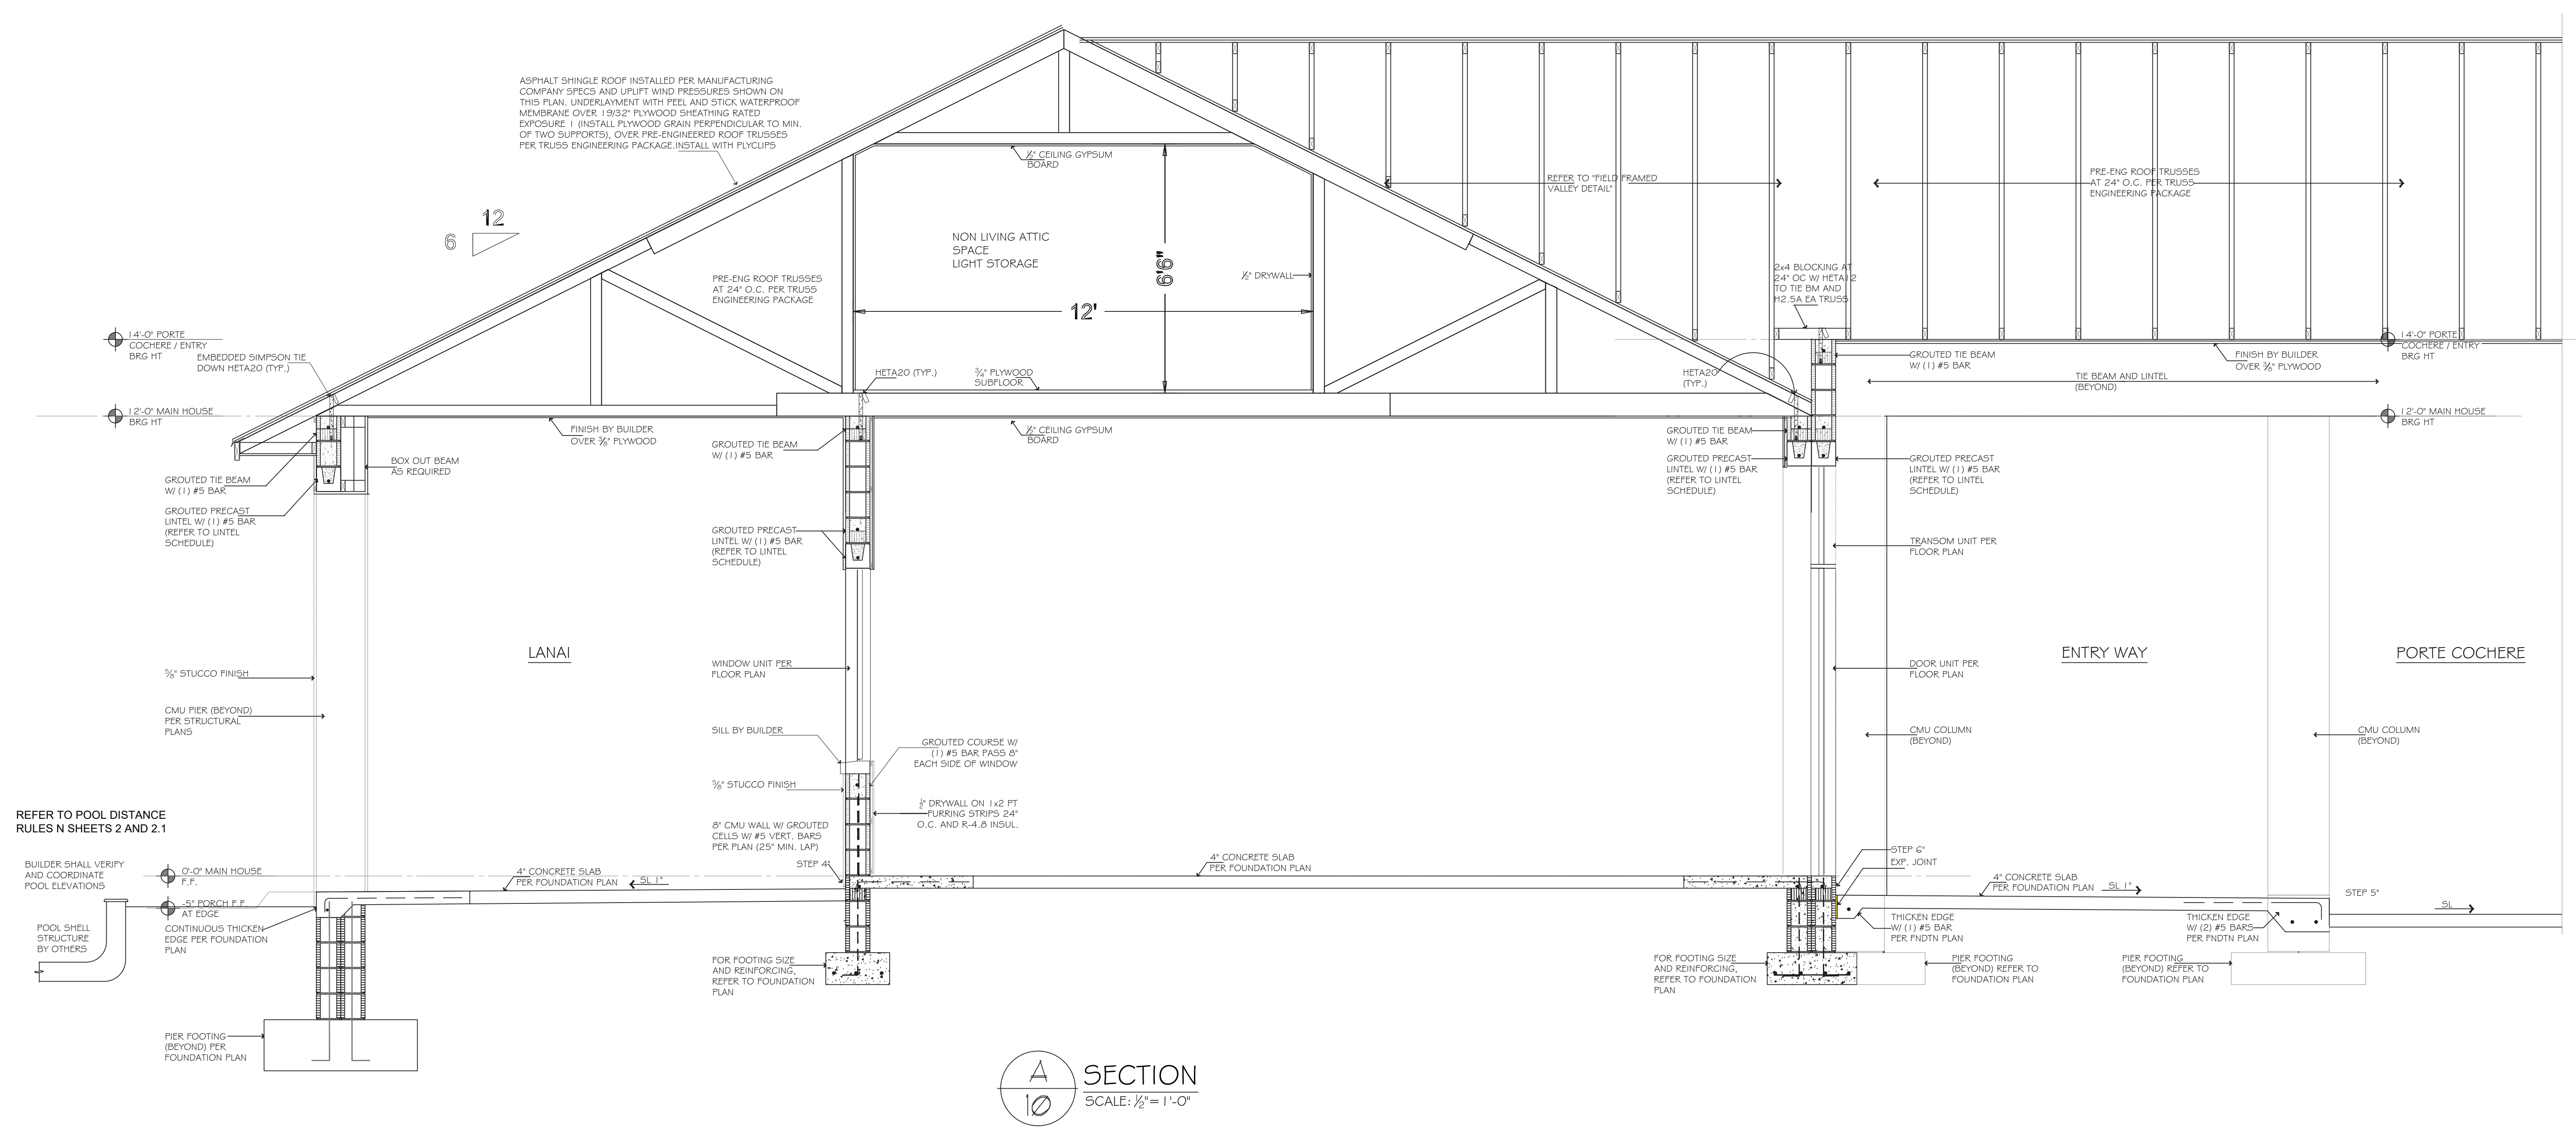 ASPHALT SHINGLE ROOF INSTALLED PER MANUFACTURING
COMPANY SPECS AND UPLIFT WIND PRESSURES SHOWN ON
THIS PLAN. UNDERLAYMENT WITH PEEL AND STICK WATERPROOF
MEMBRANE OVER 19/32" PLYWOOD SHEATHING RATED
EXPOSURE 1 (INSTALL PLYWOOD GRAIN PERPENDICULAR TO MIN.
OF TWO SUPPORTS), OVER PRE-ENGINEERED ROOF TRUSSES
PER TRUSS ENGINEERING PACKAGE.INSTALL WITH PLYCLIPS
½" CEILING GYPSUM
BOARD
REFER TO "FIELD FRAMED
VALLEY DETAIL"
PRE-ENG ROOF TRUSSES
AT 24" O.C. PER TRUSS
ENGINEERING PACKAGE
12
6
NON LIVING ATTIC
SPACE
LIGHT STORAGE
6'6"
½" DRYWALL
12'
PRE-ENG ROOF TRUSSES
AT 24" O.C. PER TRUSS
ENGINEERING PACKAGE
2x4 BLOCKING AT
24" OC W/ HETA12
TO TIE BM AND
H2.5A EA TRUSS
14'-0" PORTE
COCHERE / ENTRY
BRG HT
EMBEDDED SIMPSON TIE
DOWN HETA20 (TYP.)
HETA20 (TYP.)
¾" PLYWOOD
SUBFLOOR
HETA20
(TYP.)
GROUTED TIE BEAM
W/ (1) #5 BAR
FINISH BY BUILDER
OVER ⅜" PLYWOOD
14'-0" PORTE
COCHERE / ENTRY
BRG HT
TIE BEAM AND LINTEL
(BEYOND)
12'-0" MAIN HOUSE
BRG HT
12'-0" MAIN HOUSE
BRG HT
FINISH BY BUILDER
OVER ⅜" PLYWOOD
½" CEILING GYPSUM
BOARD
GROUTED TIE BEAM
W/ (1) #5 BAR
GROUTED TIE BEAM
W/ (1) #5 BAR
BOX OUT BEAM
AS REQUIRED
GROUTED PRECAST
LINTEL W/ (1) #5 BAR
(REFER TO LINTEL
SCHEDULE)
GROUTED PRECAST
LINTEL W/ (1) #5 BAR
(REFER TO LINTEL
SCHEDULE)
GROUTED TIE BEAM
W/ (1) #5 BAR
GROUTED PRECAST
LINTEL W/ (1) #5 BAR
(REFER TO LINTEL
SCHEDULE)
GROUTED PRECAST
LINTEL W/ (1) #5 BAR
(REFER TO LINTEL
SCHEDULE)
TRANSOM UNIT PER
FLOOR PLAN
LANAI
ENTRY WAY
PORTE COCHERE
⅝" STUCCO FINISH
WINDOW UNIT PER
FLOOR PLAN
DOOR UNIT PER
FLOOR PLAN
CMU PIER (BEYOND)
PER STRUCTURAL
PLANS
SILL BY BUILDER
GROUTED COURSE W/
(1) #5 BAR PASS 8"
EACH SIDE OF WINDOW
CMU COLUMN
(BEYOND)
CMU COLUMN
(BEYOND)
⅝" STUCCO FINISH
½" DRYWALL ON 1x2 PT
FURRING STRIPS 24"
O.C. AND R-4.8 INSUL.
REFER TO POOL DISTANCE
RULES N SHEETS 2 AND 2.1
8" CMU WALL W/ GROUTED
CELLS W/ #5 VERT. BARS
PER PLAN (25" MIN. LAP)
BUILDER SHALL VERIFY
AND COORDINATE
POOL ELEVATIONS
0'-0" MAIN HOUSE
F.F.
4" CONCRETE SLAB
PER FOUNDATION PLAN
SL 1"
STEP 4"
4" CONCRETE SLAB
PER FOUNDATION PLAN
STEP 6"
EXP. JOINT
4" CONCRETE SLAB
PER FOUNDATION PLAN
SL 1"
STEP 5"
SL
-5" PORCH F.F.
AT EDGE
CONTINUOUS THICKEN
EDGE PER FOUNDATION
PLAN
POOL SHELL
STRUCTURE
BY OTHERS
THICKEN EDGE
W/ (1) #5 BAR
PER FNDTN PLAN
THICKEN EDGE
W/ (2) #5 BARS
PER FNDTN PLAN
FOR FOOTING SIZE
AND REINFORCING,
REFER TO FOUNDATION
PLAN
FOR FOOTING SIZE
AND REINFORCING,
REFER TO FOUNDATION
PLAN
PIER FOOTING
(BEYOND) REFER TO
FOUNDATION PLAN
PIER FOOTING
(BEYOND) REFER TO
FOUNDATION PLAN
PIER FOOTING
(BEYOND) PER
FOUNDATION PLAN
A
10
SECTION
SCALE: ½"= 1'-0"